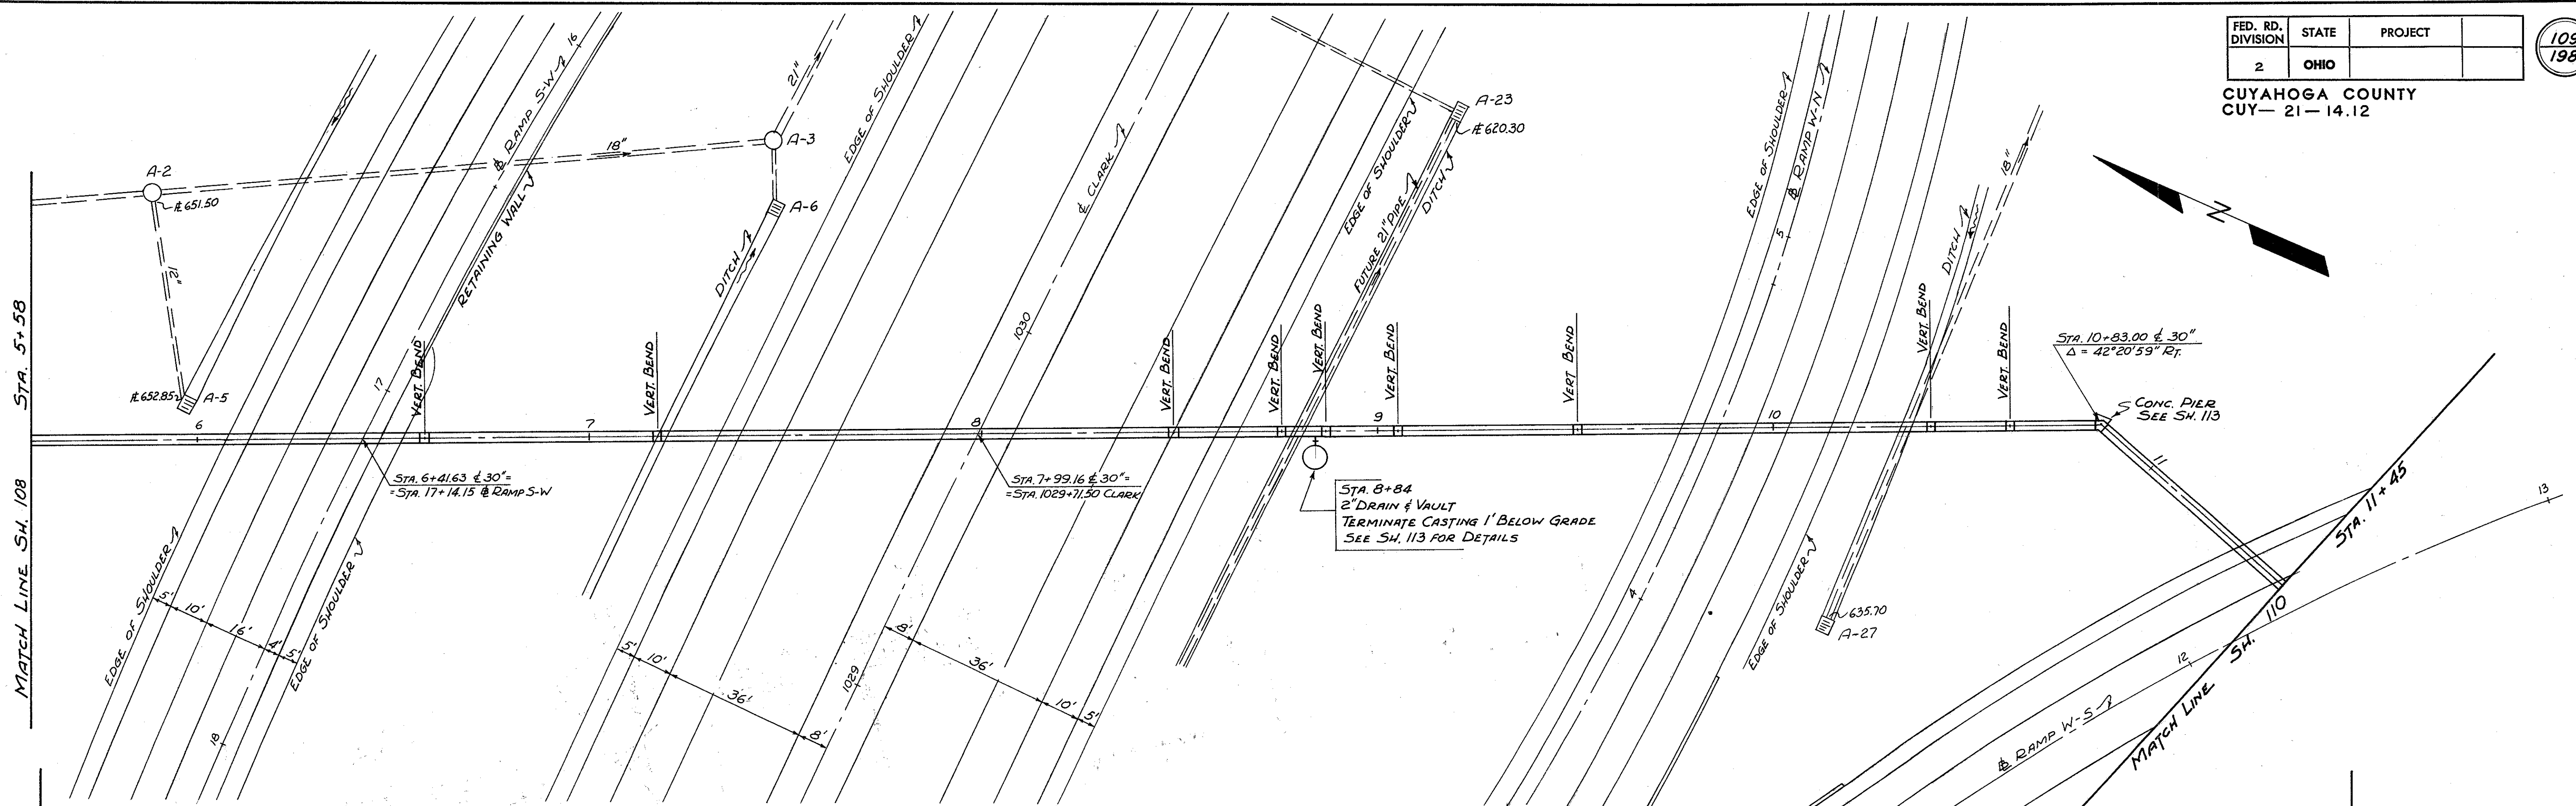 FED. RD. DIVISION STATE PROJECT
2 OHIO
109
198
CUYAHOGA COUNTY
CUY— 21—14.12
MATCH LINE SH. 108 STA. 5+58
A-2
℄ 651.50
21"
℄ 652.85
A-5
18"
℄ RAMP S-W
16
17
18
RETAINING WALL
A-3
21"
A-6
DITCH
EDGE OF SHOULDER
℄ CLARK
1030
1029
EDGE OF SHOULDER
FUTURE 21" PIPE
DITCH
A-23
℄ 620.30
EDGE OF SHOULDER
℄ RAMP W-N
5
4
DITCH
18"
N
VERT. BEND
VERT. BEND
VERT. BEND
VERT. BEND
VERT. BEND
VERT. BEND
VERT BEND
VERT. BEND
VERT. BEND
6
7
8
9
10
11
STA. 10+83.00 ℄ 30"
Δ = 42°20'59" RT.
CONC. PIER
SEE SH. 113
STA. 6+41.63 ℄ 30"=
=STA. 17+14.15 ℄ RAMP S-W
STA. 7+99.16 ℄ 30"=
=STA. 1029+71.50 CLARK
STA. 8+84
2" DRAIN & VAULT
TERMINATE CASTING 1' BELOW GRADE
SEE SH. 113 FOR DETAILS
EDGE OF SHOULDER
5'
10'
16'
4'
5'
EDGE OF SHOULDER
5'
10'
36'
8'
8'
36'
10'
5'
EDGE OF SHOULDER
635.70
A-27
℄ RAMP W-S
12
13
MATCH LINE SH. 110 STA. 11+45